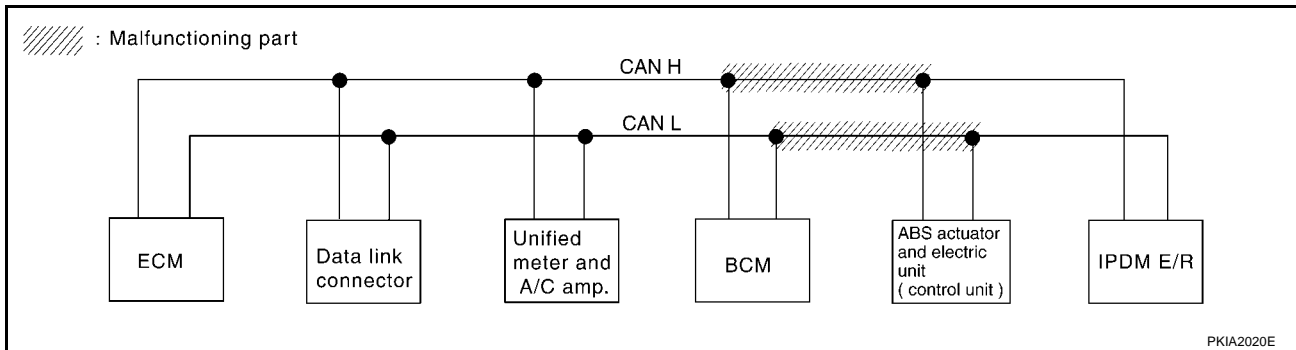 : Malfunctioning part
CAN H
CAN L
ECM
Data link
connector
Unified
meter and
A/C amp.
BCM
ABS actuator
and electric
unit
( control unit )
IPDM E/R
PKIA2020E